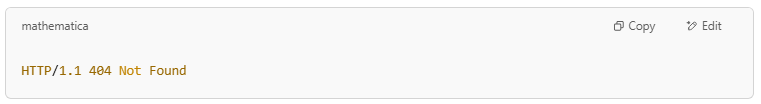 mathematica
Copy
Edit
HTTP/1.1 404 Not Found